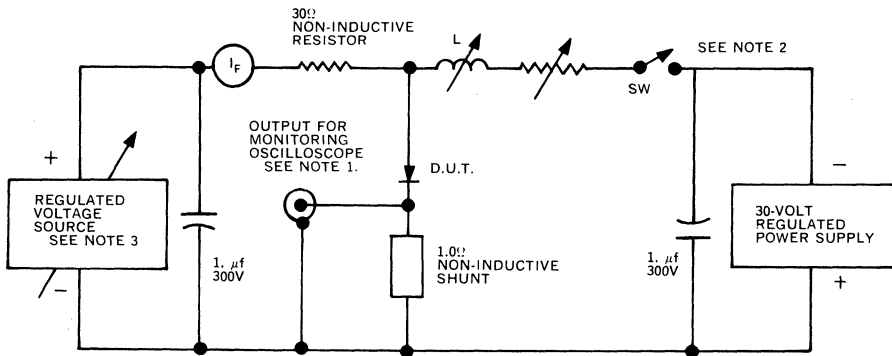 30Ω
NON-INDUCTIVE
RESISTOR
I_F
L
SEE NOTE 2
SW
OUTPUT FOR
MONITORING
OSCILLOSCOPE
SEE NOTE 1.
D.U.T.
+
REGULATED
VOLTAGE
SOURCE
SEE NOTE 3
−
1. μf
300V
1.0Ω
NON-INDUCTIVE
SHUNT
1. μf
300V
−
30-VOLT
REGULATED
POWER SUPPLY
+